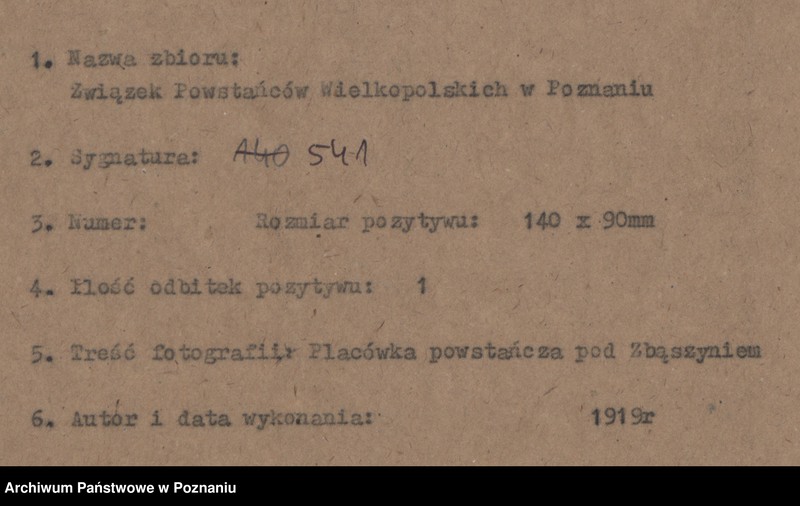 1. Nazwa zbioru:
Związek Powstańców Wielkopolskich w Poznaniu
2. Sygnatura: A40 541
3. Numer: Rozmiar pozytywu: 140 x 90mm
4. Ilość odbitek pozytywu: 1
5. Treść fotografii: Placówka powstańcza pod Zbąszyniem
6. Autor i data wykonania: 1919r
Archiwum Państwowe w Poznaniu